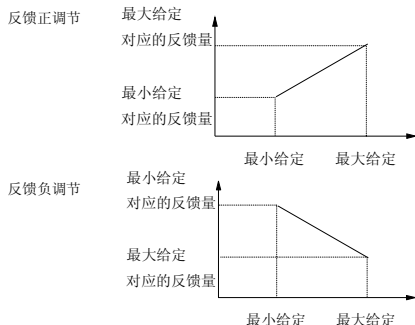 反馈正调节
最大给定
对应的反馈量
最小给定
对应的反馈量
最小给定 最大给定
反馈负调节
最小给定
对应的反馈量
最大给定
对应的反馈量
最小给定 最大给定